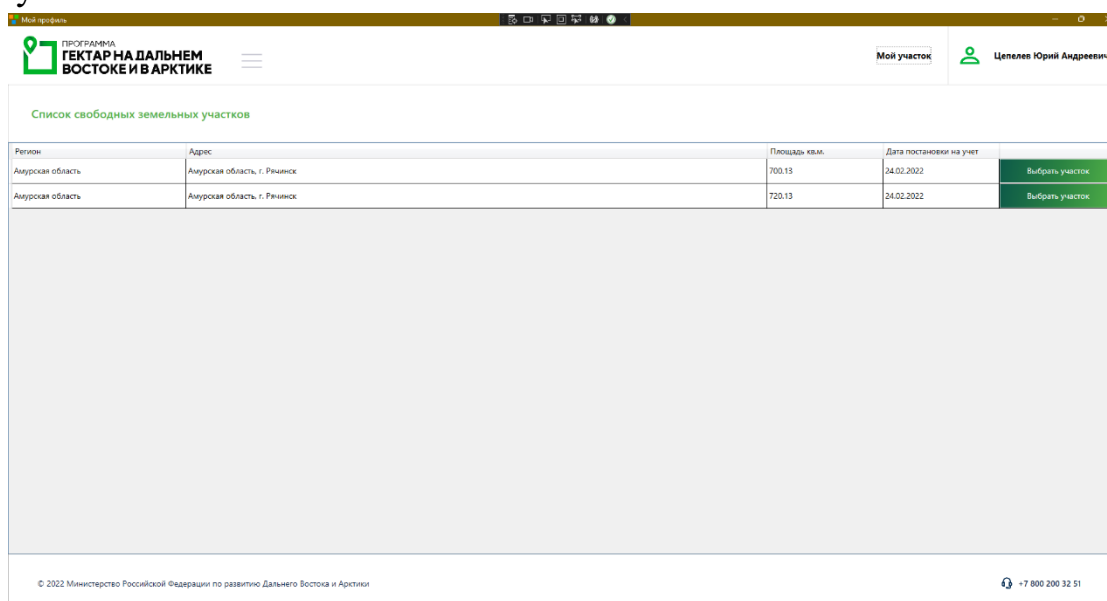 Мой профиль
ПРОГРАММА
ГЕКТАР НА ДАЛЬНЕМ
ВОСТОКЕ И В АРКТИКЕ
Мой участок
Цепелев Юрий Андреевич
Список свободных земельных участков
Регион Адрес Площадь кв.м. Дата постановки на учет
Амурская область Амурская область, г. Рячинск 700.13 24.02.2022 Выбрать участок
Амурская область Амурская область, г. Рячинск 720.13 24.02.2022 Выбрать участок
© 2022 Министерство Российской Федерации по развитию Дальнего Востока и Арктики
+7 800 200 32 51